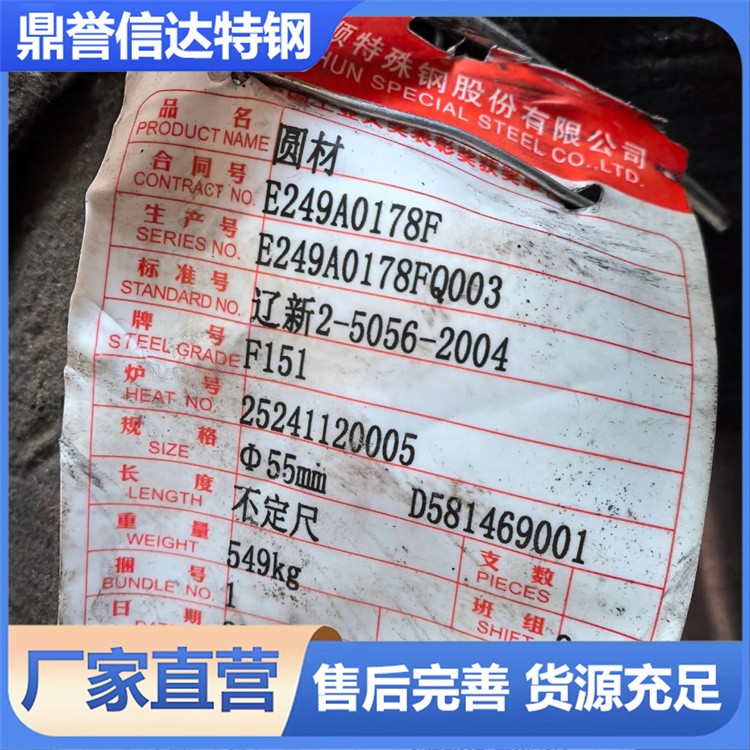 鼎誉信达特钢
顺特殊钢股份有限公司
HUN SPECIAL STEEL CO.,LTD.
品 名
PRODUCT NAME
圆材
合同号
CONTRACT NO.
E249A0178F
生产号
SERIES NO.
E249A0178FQ003
标准号
STANDARD NO.
辽新2-5056-2004
牌 号
STEEL GRADE
F151
炉 号
HEAT NO.
25241120005
规 格
SIZE
Φ55mm
D581469001
长 度
LENGTH
不定尺
重 量
WEIGHT
549kg
支数
PIECES
捆 号
BUNDLE NO.
1
班组
SHIFT
日 期
厂家直营
售后完善 货源充足